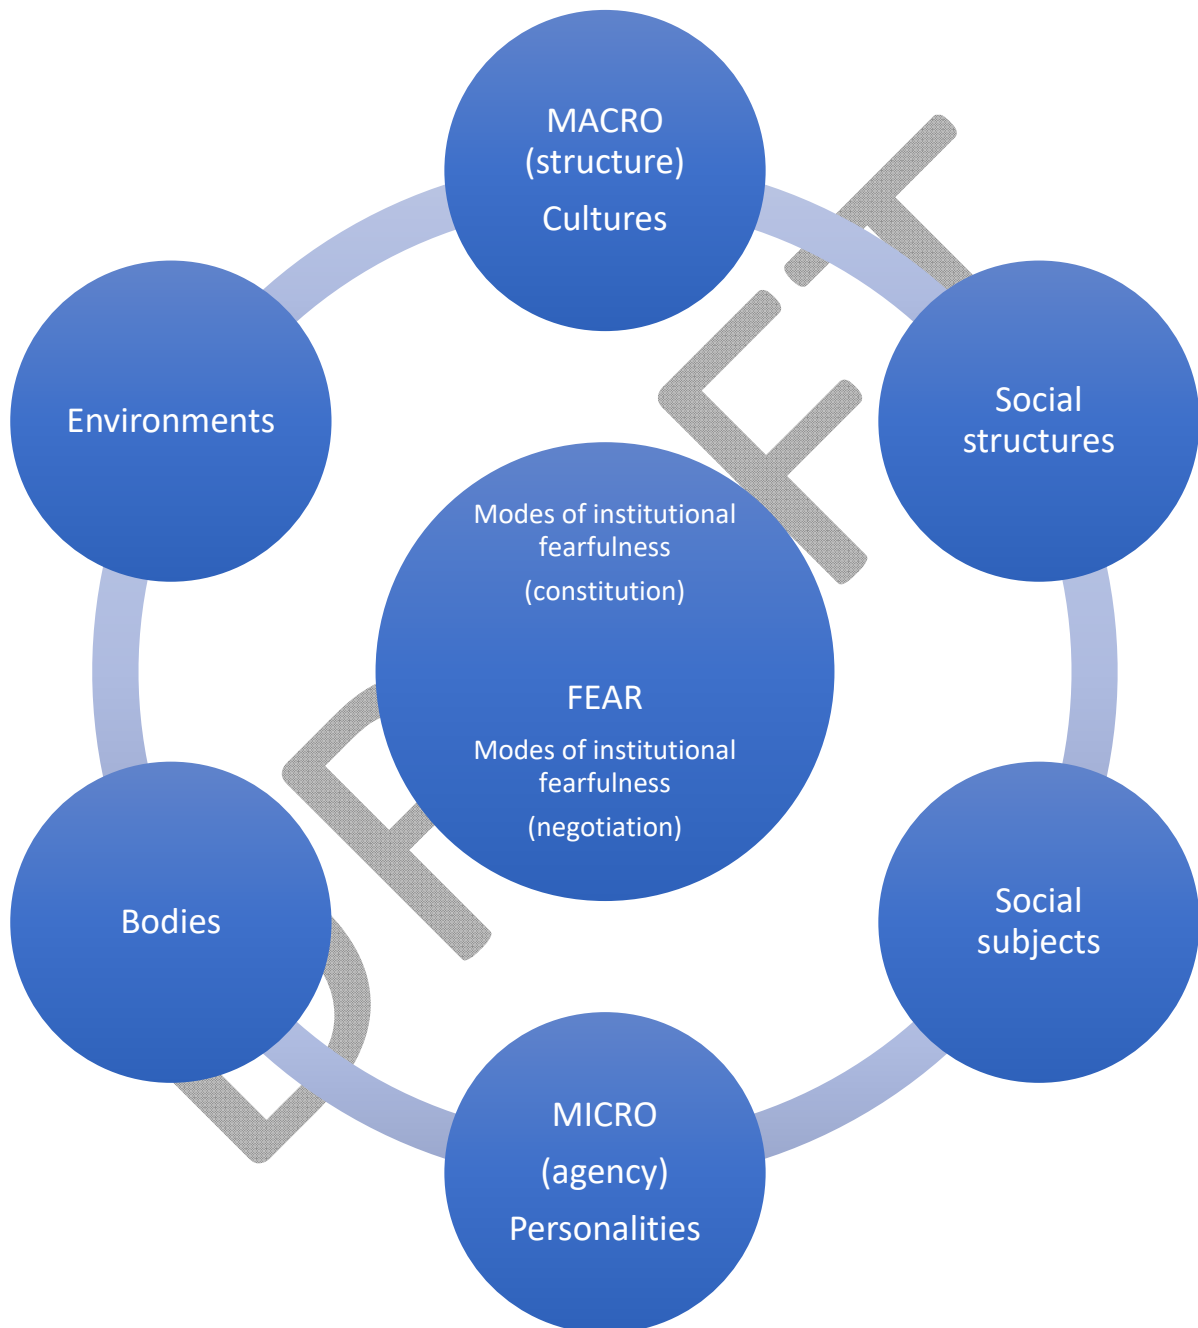 MACRO
(structure)
Cultures
Environments
Social
structures
Modes of institutional
fearfulness
(constitution)
FEAR
Modes of institutional
fearfulness
(negotiation)
Bodies
Social
subjects
MICRO
(agency)
Personalities
DRAFT